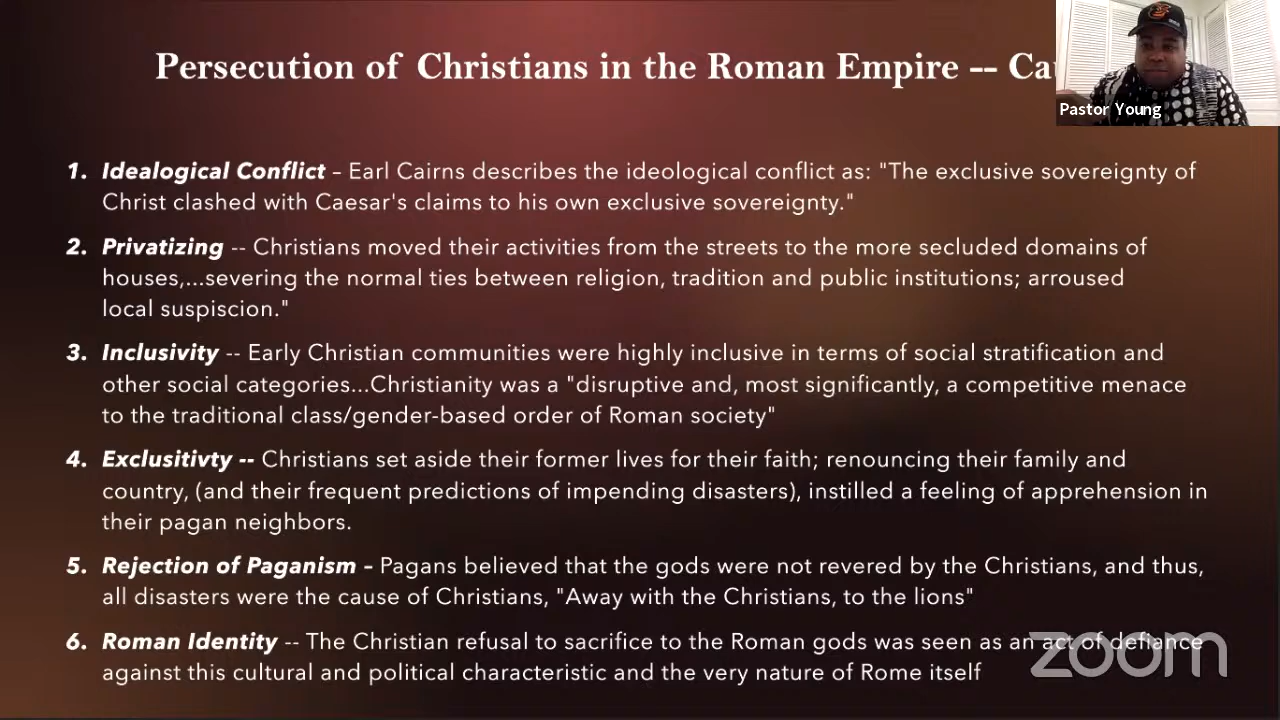 Persecution of Christians in the Roman Empire -- Ca
Pastor Young
1. Idealogical Conflict – Earl Cairns describes the ideological conflict as: "The exclusive sovereignty of
Christ clashed with Caesar's claims to his own exclusive sovereignty."
2. Privatizing -- Christians moved their activities from the streets to the more secluded domains of
houses,...severing the normal ties between religion, tradition and public institutions; arroused
local suspiscion."
3. Inclusivity -- Early Christian communities were highly inclusive in terms of social stratification and
other social categories...Christianity was a "disruptive and, most significantly, a competitive menace
to the traditional class/gender-based order of Roman society"
4. Exclusitivty -- Christians set aside their former lives for their faith; renouncing their family and
country, (and their frequent predictions of impending disasters), instilled a feeling of apprehension in
their pagan neighbors.
5. Rejection of Paganism – Pagans believed that the gods were not revered by the Christians, and thus,
all disasters were the cause of Christians, "Away with the Christians, to the lions"
6. Roman Identity -- The Christian refusal to sacrifice to the Roman gods was seen as an act of defiance
against this cultural and political characteristic and the very nature of Rome itself
zoom